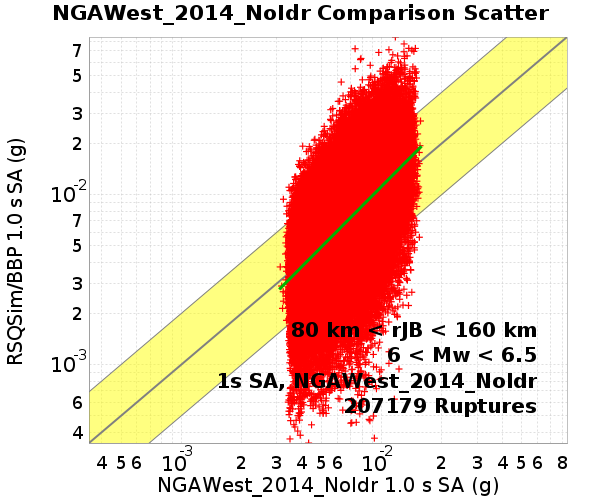 NGAWest_2014_NoIdr Comparison Scatter
7
5
3
2
10-2
7
5
3
2
10-3
6
4
RSQSim/BBP 1.0 s SA (g)
80 km < rJB < 160 km
6 < Mw < 6.5
1s SA, NGAWest_2014_NoIdr
207179 Ruptures
4 5 6 10-3 2 3 4 5 6 10-2 2 3 4 5 6 8
NGAWest_2014_NoIdr 1.0 s SA (g)